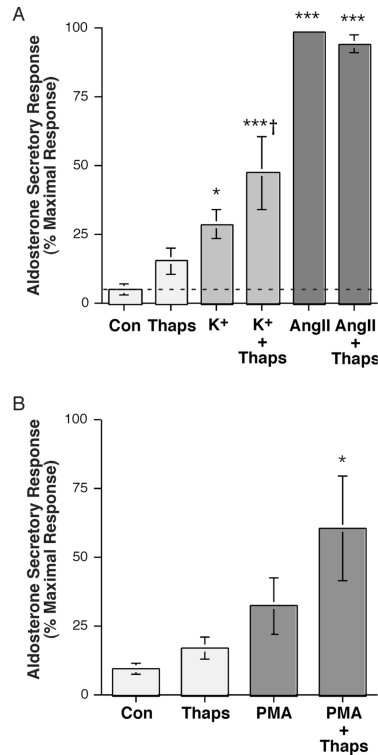 A
Aldosterone Secretory Response
(% Maximal Response)
100
75
50
25
0
*
***†
***
***
Con Thaps K+ K+ + Thaps AngII AngII + Thaps
B
Aldosterone Secretory Response
(% Maximal Response)
100
75
50
25
0
*
Con Thaps PMA PMA + Thaps